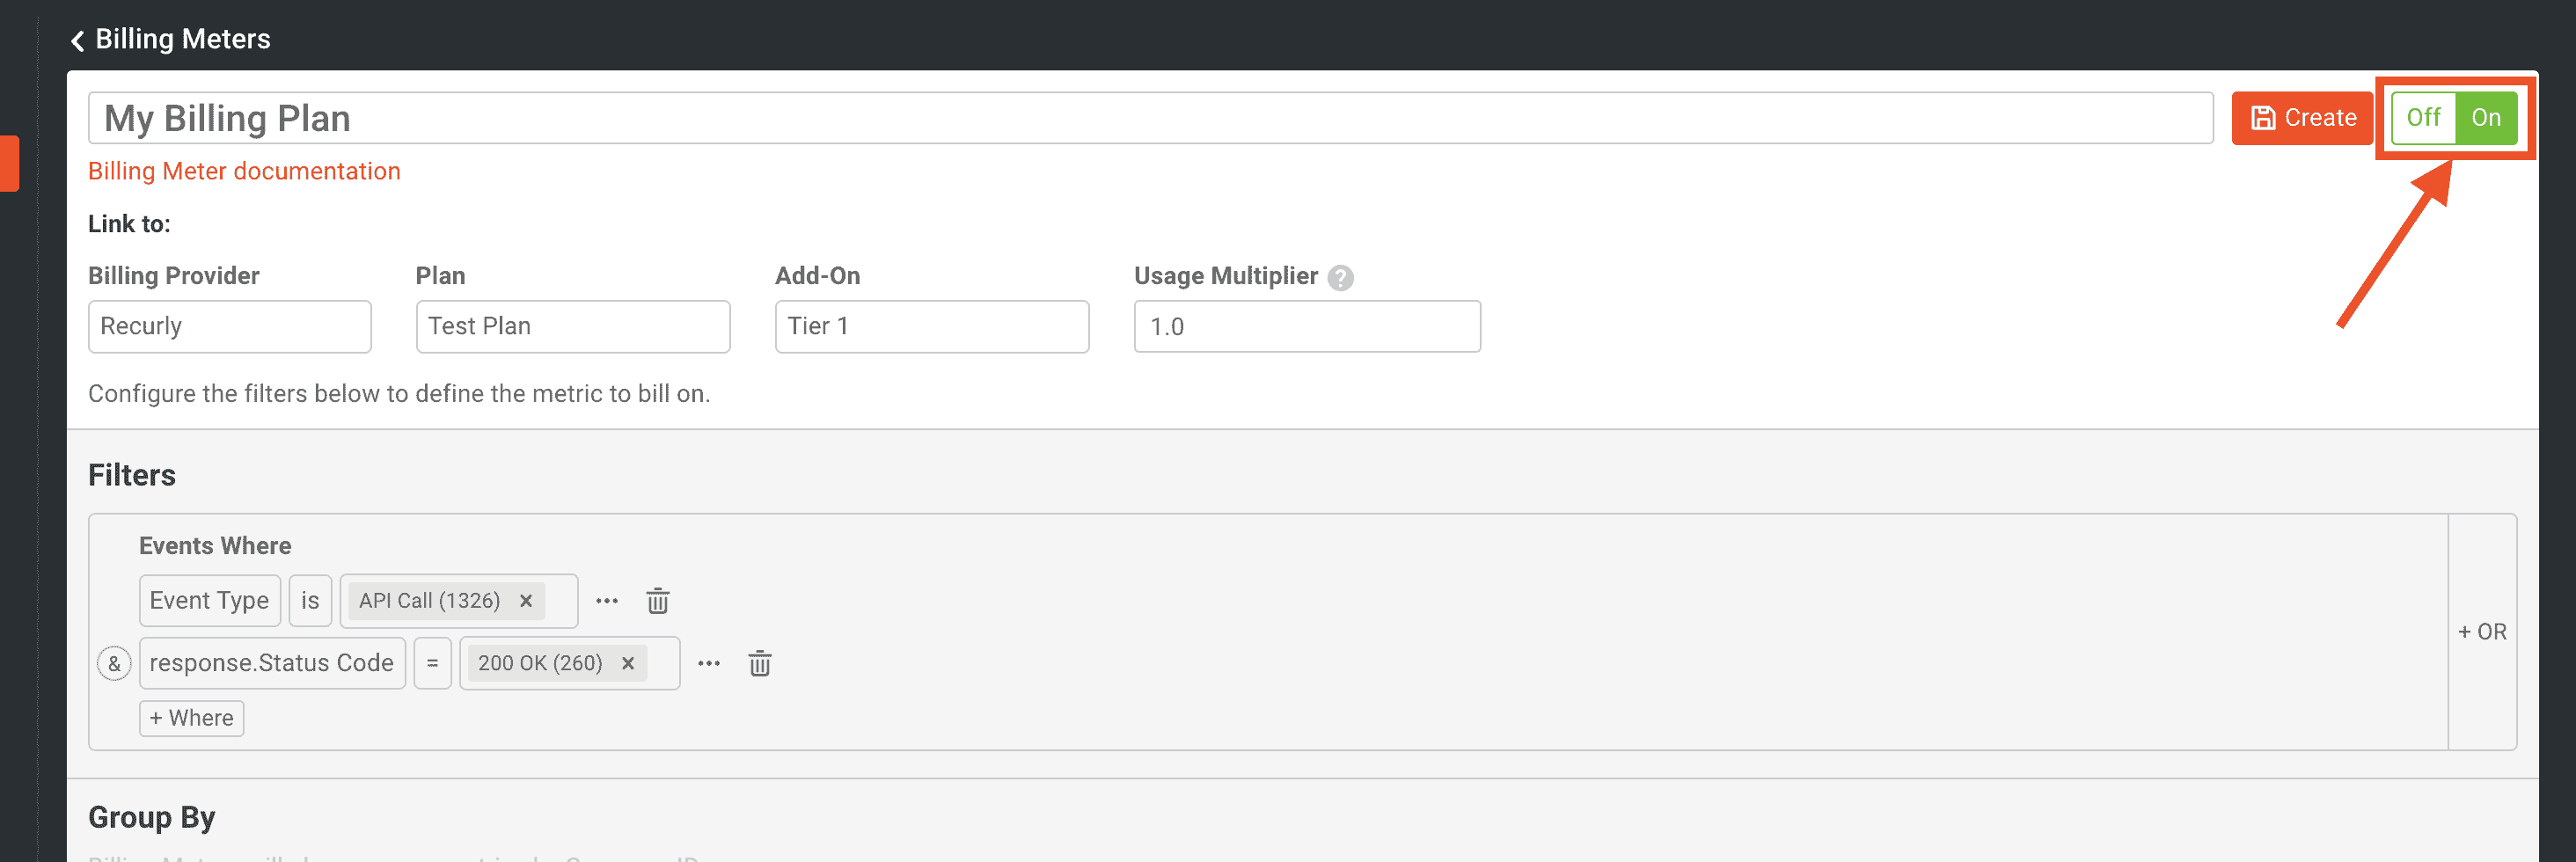 Billing Meters
My Billing Plan
Create
Off On
Billing Meter documentation
Link to:
Billing Provider Plan Add-On Usage Multiplier ?
Recurly Test Plan Tier 1 1.0
Configure the filters below to define the metric to bill on.
Filters
Events Where
Event Type is API Call (1326) ×
& response.Status Code = 200 OK (260) ×
+ Where
+ OR
Group By